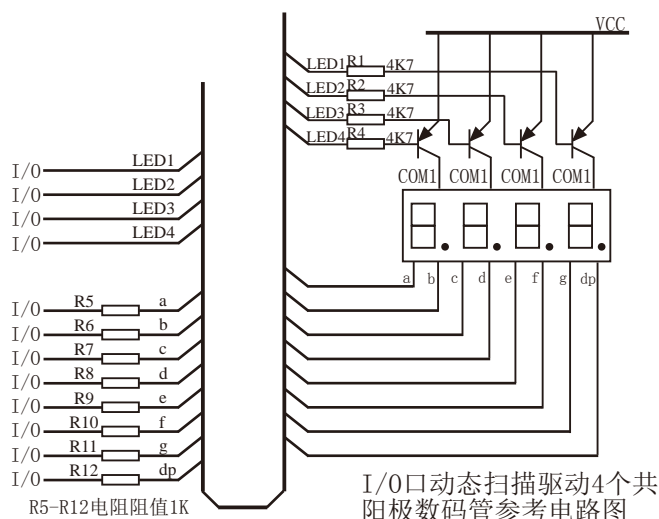 VCC
LED1 R1 4K7
LED2 R2 4K7
LED3 R3 4K7
LED4 R4 4K7
COM1 COM1 COM1 COM1
I/O LED1
I/O LED2
I/O LED3
I/O LED4
a b c d e f g dp
I/O R5 a
I/O R6 b
I/O R7 c
I/O R8 d
I/O R9 e
I/O R10 f
I/O R11 g
I/O R12 dp
R5-R12电阻阻值1K
I/O口动态扫描驱动4个共
阳极数码管参考电路图